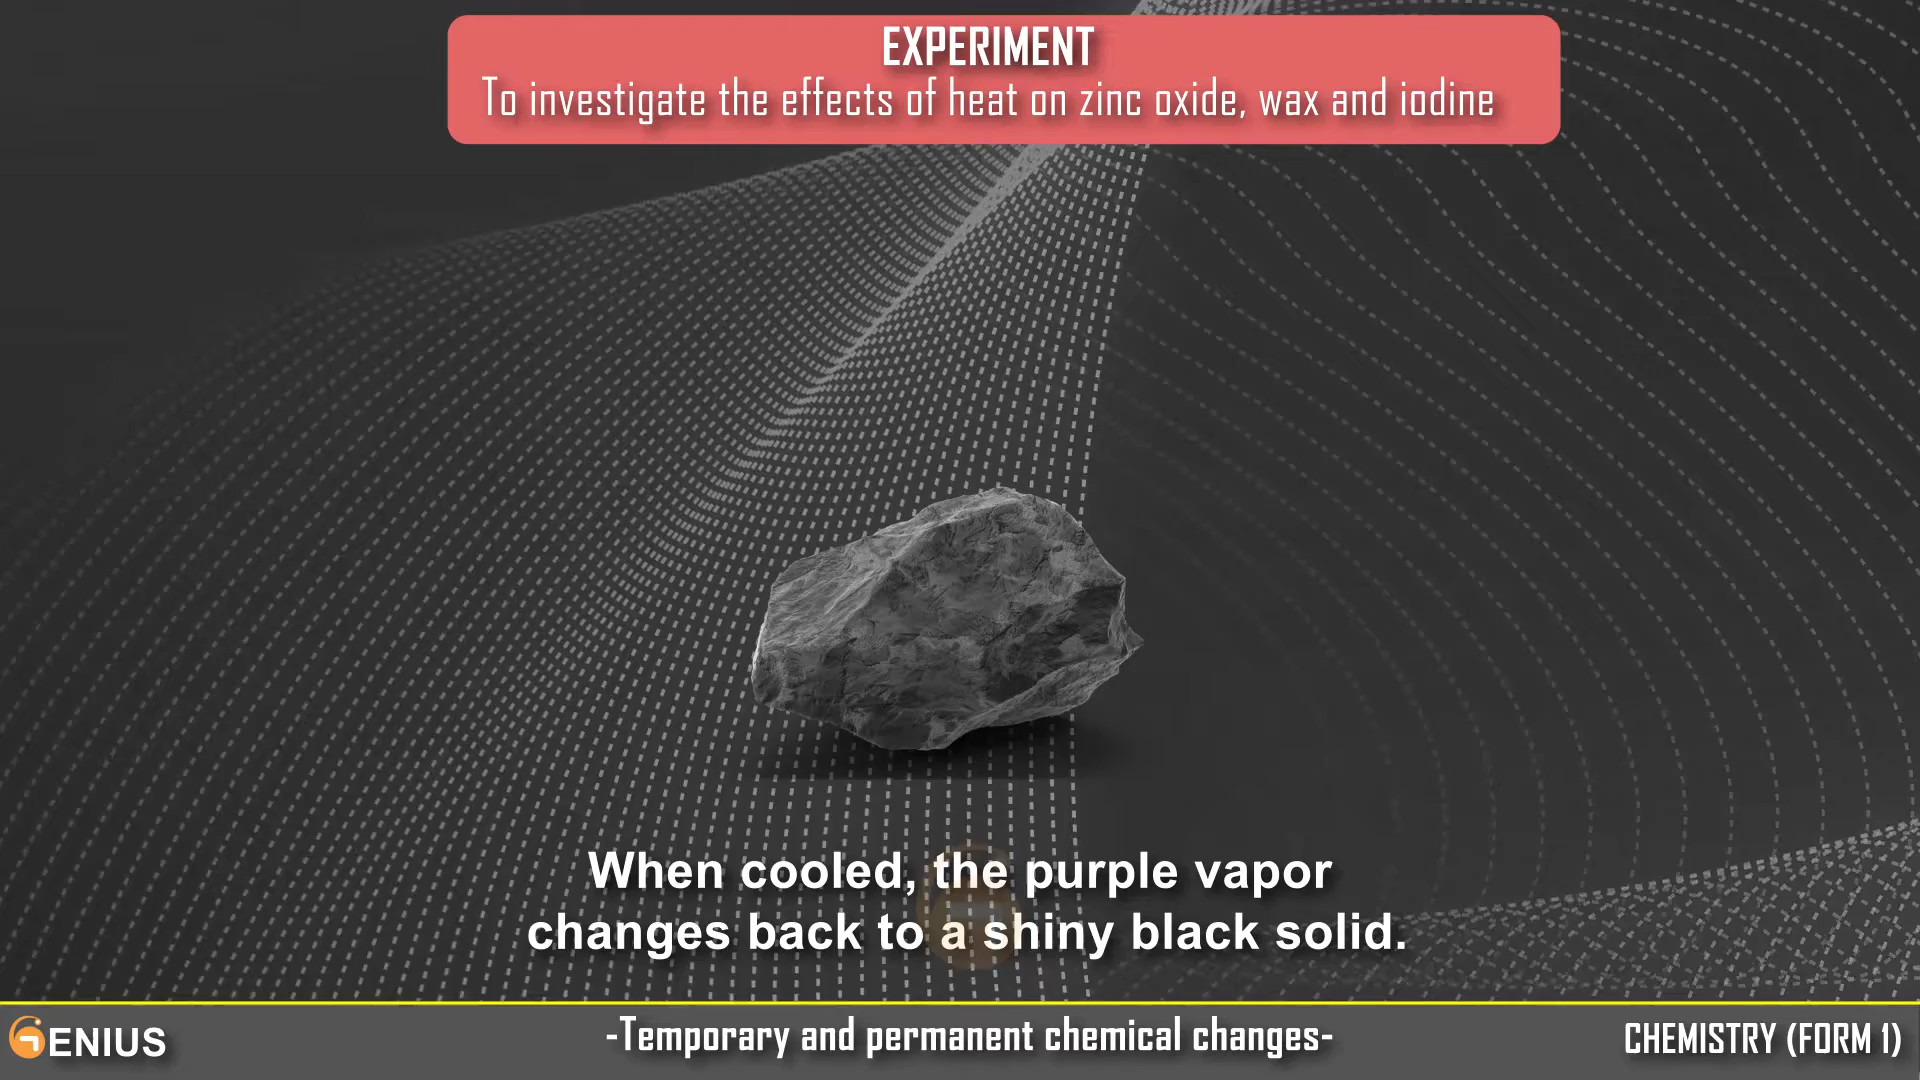 EXPERIMENT
To investigate the effects of heat on zinc oxide, wax and iodine
When cooled, the purple vapor
changes back to a shiny black solid.
GENIUS
-Temporary and permanent chemical changes-
CHEMISTRY (FORM 1)